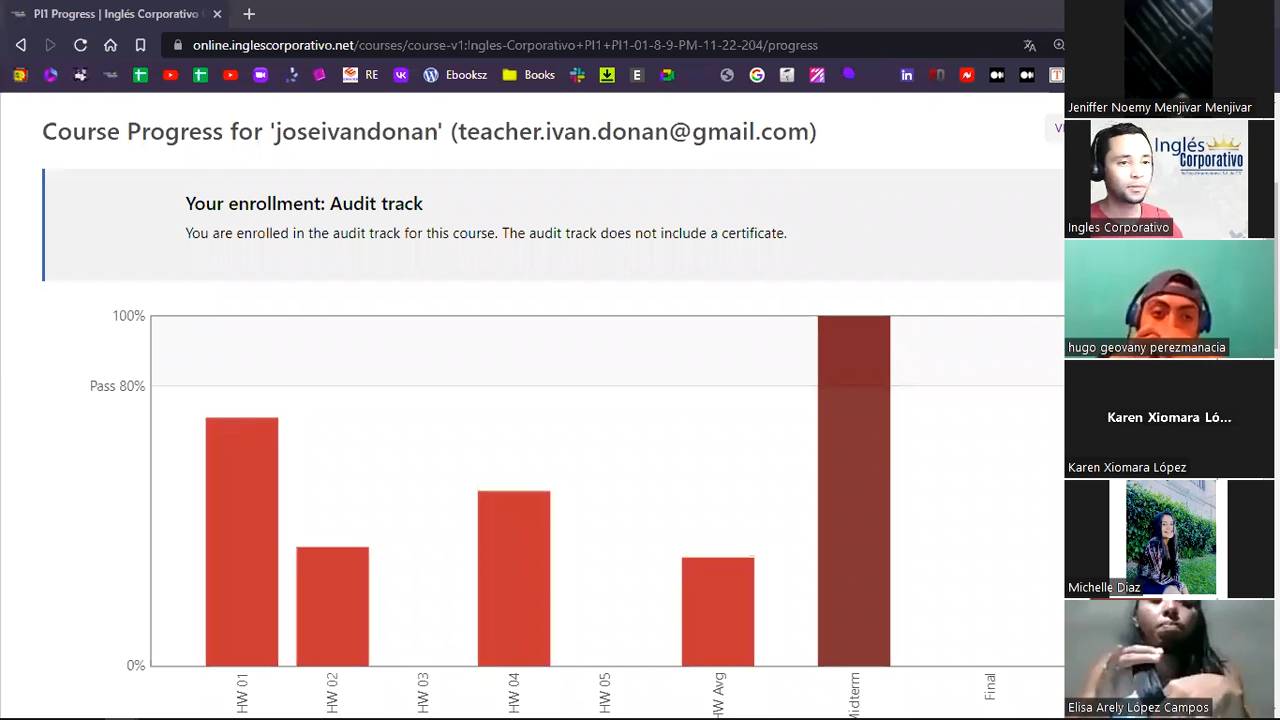 PI1 Progress | Inglés Corporativo
online.inglescorporativo.net/courses/course-v1:Ingles-Corporativo+PI1+PI1-01-8-9-PM-11-22-204/progress
RE
Ebooksz
Books
Course Progress for 'joseivandonan' (teacher.ivan.donan@gmail.com)
Your enrollment: Audit track
You are enrolled in the audit track for this course. The audit track does not include a certificate.
100%
Pass 80%
0%
HW 01
HW 02
HW 03
HW 04
HW 05
HW Avg
Midterm
Final
Jeniffer Noemy Menjivar Menjivar
Inglés
Corporativo
Ingles Corporativo
hugo geovany perezmanacia
Karen Xiomara Ló...
Karen Xiomara López
Michelle Díaz
Elisa Arely López Campos